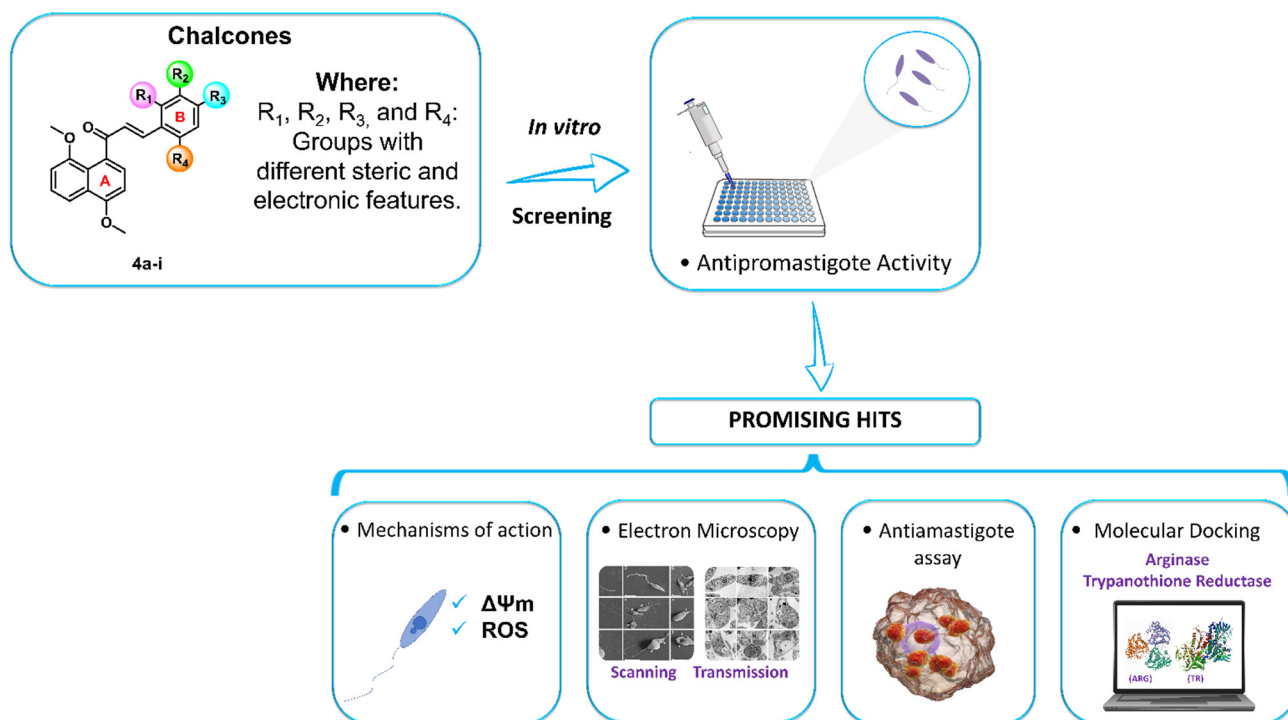 Chalcones
R₁
R₂
R₃
B
O
R₄
O
A
O
4a-i
Where:
R₁, R₂, R₃, and R₄:
Groups with
different steric and
electronic features.
In vitro
Screening
• Antipromastigote Activity
PROMISING HITS
• Mechanisms of action
✓ ΔΨm
✓ ROS
• Electron Microscopy
Scanning
Transmission
• Antiamastigote
assay
• Molecular Docking
Arginase
Trypanothione Reductase
(ARG)
(TR)